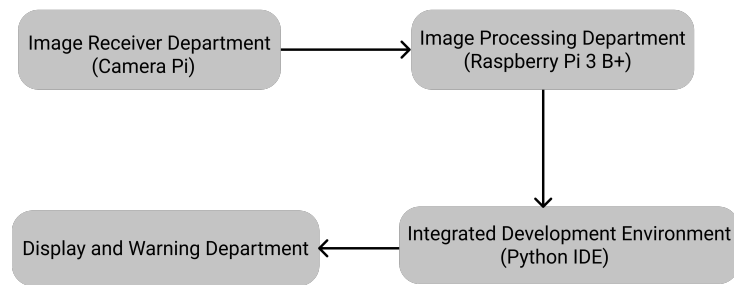 Image Receiver Department
(Camera Pi)
Image Processing Department
(Raspberry Pi 3 B+)
Integrated Development Environment
(Python IDE)
Display and Warning Department